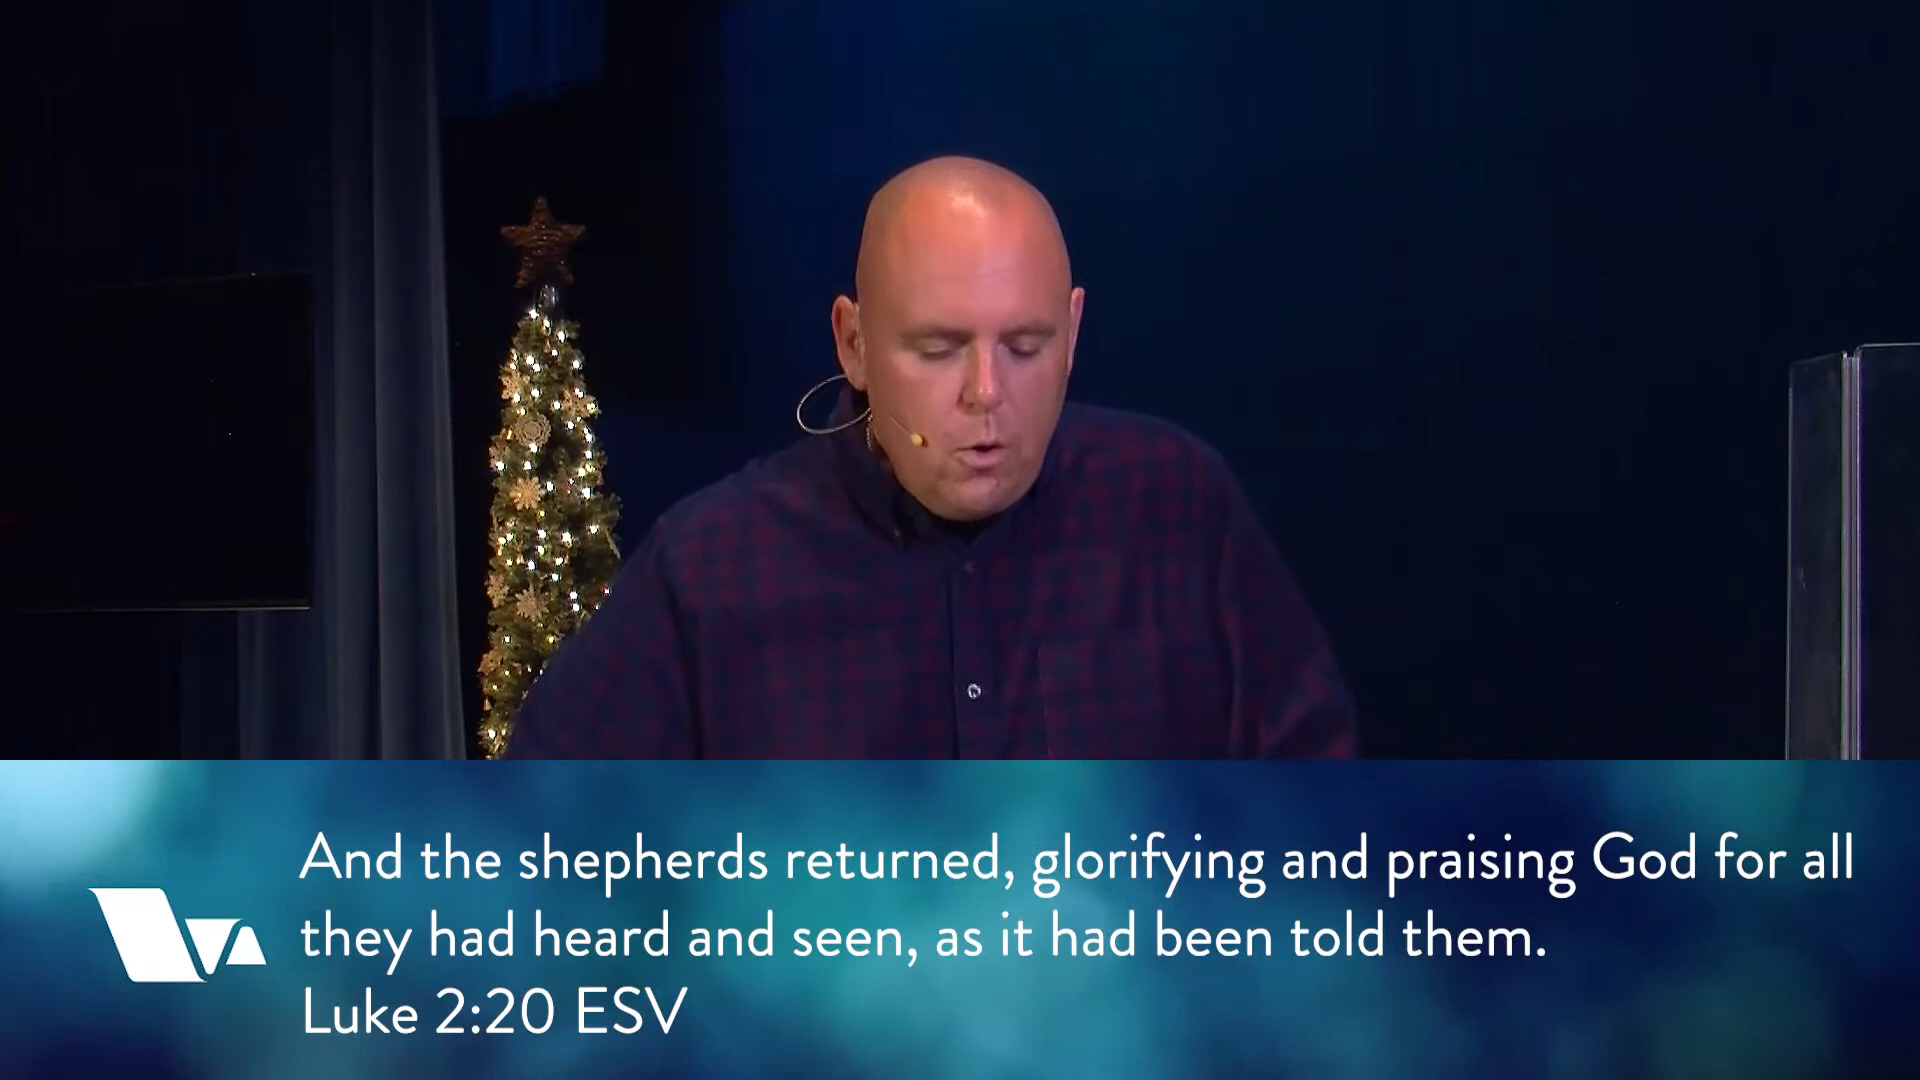 And the shepherds returned, glorifying and praising God for all
they had heard and seen, as it had been told them.
Luke 2:20 ESV